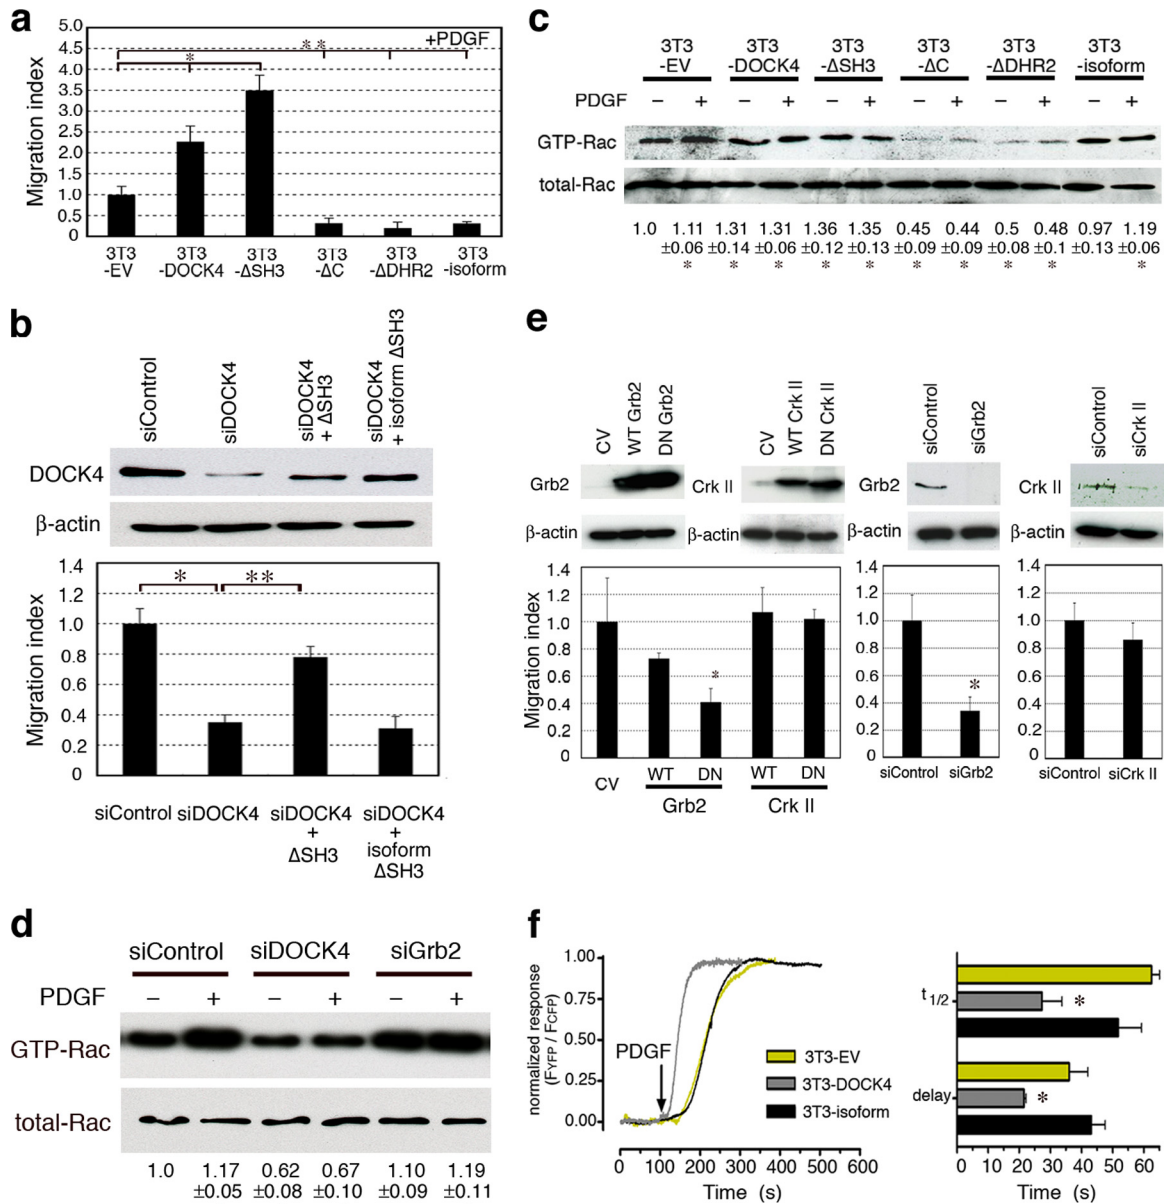 a
5.0
4.5
4.0
3.5
3.0
2.5
2.0
1.5
1.0
0.5
0
Migration index
+PDGF
* *
*
3T3 -EV
3T3 -DOCK4
3T3 -ΔSH3
3T3 -ΔC
3T3 -ΔDHR2
3T3 -isoform
b
siControl
siDOCK4
siDOCK4 + ΔSH3
siDOCK4 + isoform ΔSH3
DOCK4
β-actin
1.4
1.2
1.0
0.8
0.6
0.4
0.2
0
Migration index
*
**
siControl
siDOCK4
siDOCK4 + ΔSH3
siDOCK4 + isoform ΔSH3
c
3T3 -EV
3T3 -DOCK4
3T3 -ΔSH3
3T3 -ΔC
3T3 -ΔDHR2
3T3 -isoform
PDGF − + − + − + − + − + − +
GTP-Rac
total-Rac
1.0 1.11 1.31 1.31 1.36 1.35 0.45 0.44 0.5 0.48 0.97 1.19
±0.06 ±0.14 ±0.06 ±0.12 ±0.13 ±0.09 ±0.09 ±0.08 ±0.1 ±0.13 ±0.06
* * * * * * * * * *
d
siControl siDOCK4 siGrb2
PDGF − + − + − +
GTP-Rac
total-Rac
1.0 1.17 0.62 0.67 1.10 1.19
±0.05 ±0.08 ±0.10 ±0.09 ±0.11
e
CV
WT Grb2
DN Grb2
Grb2
β-actin
CV
WT Crk II
DN Crk II
Crk II
β-actin
siControl
siGrb2
Grb2
β-actin
siControl
siCrk II
Crk II
β-actin
1.4
1.2
1.0
0.8
0.6
0.4
0.2
0
Migration index
*
CV
WT DN WT DN
Grb2 Crk II
1.4
1.2
1.0
0.8
0.6
0.4
0.2
0
*
siControl siGrb2
1.4
1.2
1.0
0.8
0.6
0.4
0.2
0
siControl siCrk II
f
normalized response
(FYFP / FCFP)
1.00
0.75
0.50
0.25
0.00
PDGF
3T3-EV
3T3-DOCK4
3T3-isoform
0 100 200 300 400 500 600
Time (s)
t 1/2
*
delay
*
0 10 20 30 40 50 60
Time (s)